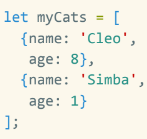 let myCats = [
  {name: 'Cleo',
   age: 8},
  {name: 'Simba',
   age: 1}
];